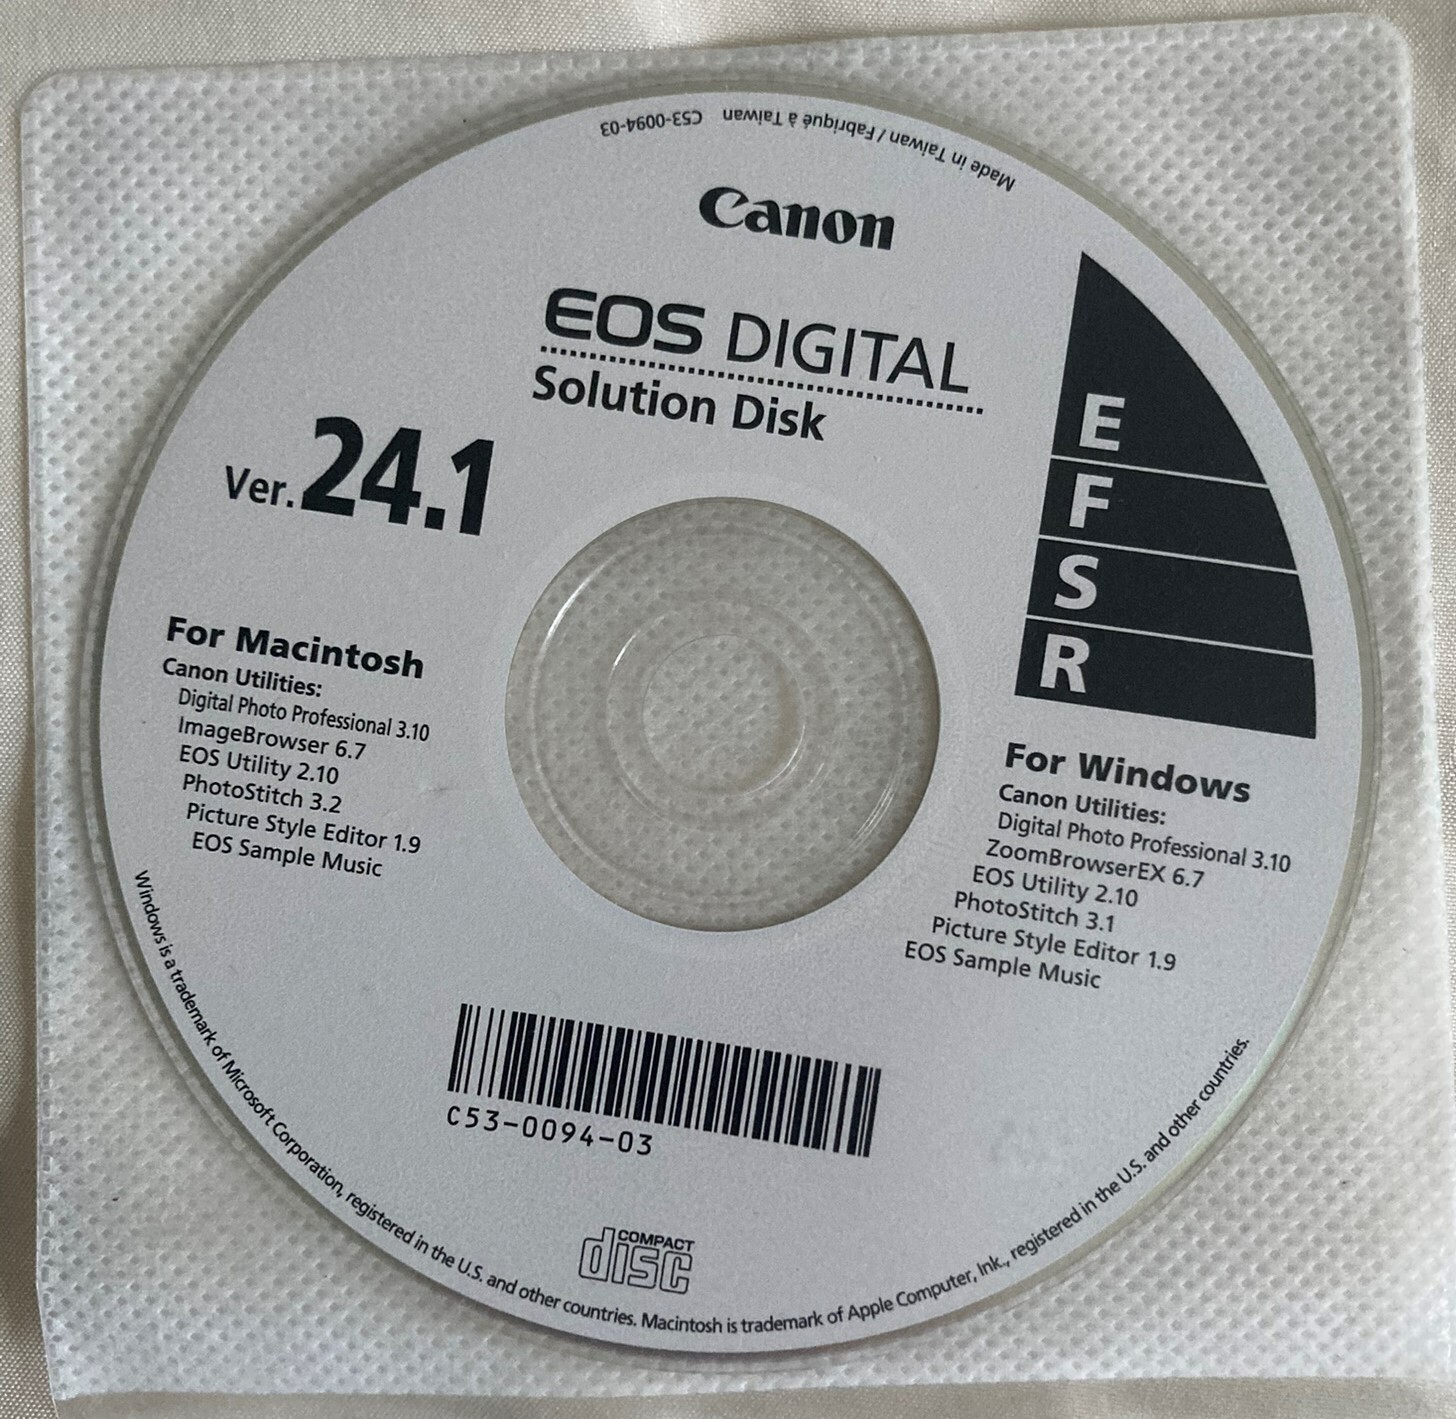 Made in Taiwan / Fabriqué à Taïwan C53-0094-03
Canon
EOS DIGITAL
Solution Disk
Ver.24.1
E
F
S
R
For Macintosh
Canon Utilities:
Digital Photo Professional 3.10
ImageBrowser 6.7
EOS Utility 2.10
PhotoStitch 3.2
Picture Style Editor 1.9
EOS Sample Music
For Windows
Canon Utilities:
Digital Photo Professional 3.10
ZoomBrowserEX 6.7
EOS Utility 2.10
PhotoStitch 3.1
Picture Style Editor 1.9
EOS Sample Music
C53-0094-03
COMPACT
disc
Windows is a trademark of Microsoft Corporation, registered in the U.S. and other countries. Macintosh is trademark of Apple Computer, Ink., registered in the U.S. and other countries.